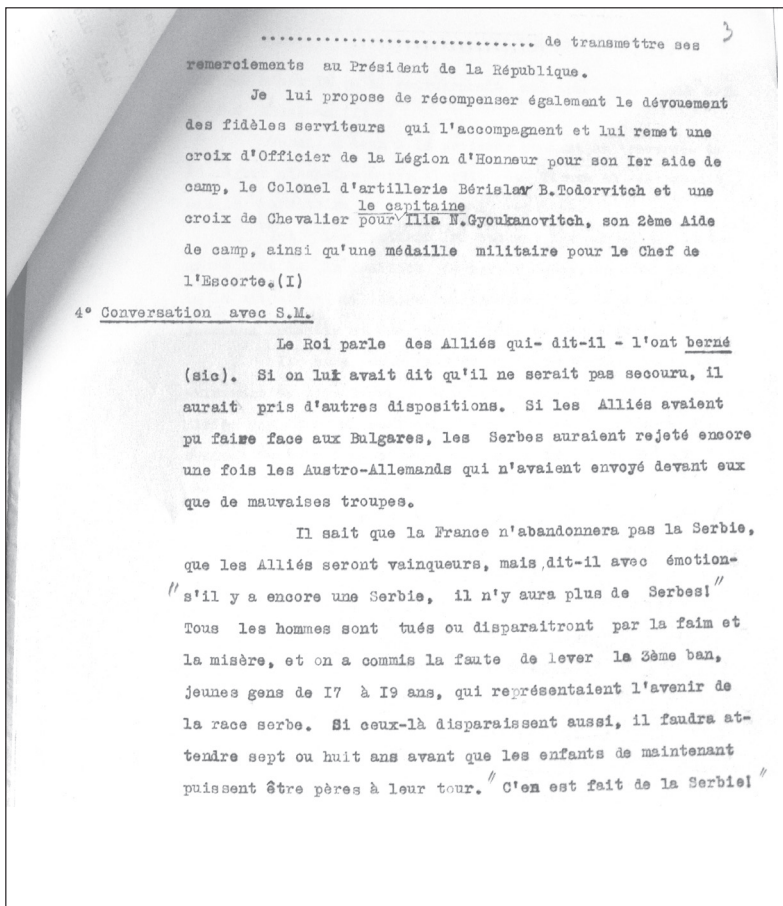 3
.............................. de transmettre ses
remerciements au Président de la République.
Je lui propose de récompenser également le dévouement
des fidèles serviteurs qui l'accompagnent et lui remet une
croix d'Officier de la Légion d'Honneur pour son Ier aide de
camp, le Colonel d'artillerie Bérislav B.Todorvitch et une
le capitaine
croix de Chevalier pour Ilia N.Gyoukanovitch, son 2ème Aide
de camp, ainsi qu'une médaille militaire pour le Chef de
l'Escorte.(I)
4° Conversation avec S.M.
Le Roi parle des Alliés qui- dit-il - l'ont berné
(sic). Si on lui avait dit qu'il ne serait pas secouru, il
aurait pris d'autres dispositions. Si les Alliés avaient
pu faire face aux Bulgares, les Serbes auraient rejeté encore
une fois les Austro-Allemands qui n'avaient envoyé devant eux
que de mauvaises troupes.
Il sait que la France n'abandonnera pas la Serbie,
que les Alliés seront vainqueurs, mais,dit-il avec émotion-
"s'il y a encore une Serbie, il n'y aura plus de Serbes!"
Tous les hommes sont tués ou disparaitront par la faim et
la misère, et on a commis la faute de lever le 3ème ban,
jeunes gens de I7 à I9 ans, qui représentaient l'avenir de
la race serbe. Si ceux-là disparaissent aussi, il faudra at-
tendre sept ou huit ans avant que les enfants de maintenant
puissent être pères à leur tour. "C'en est fait de la Serbie!"